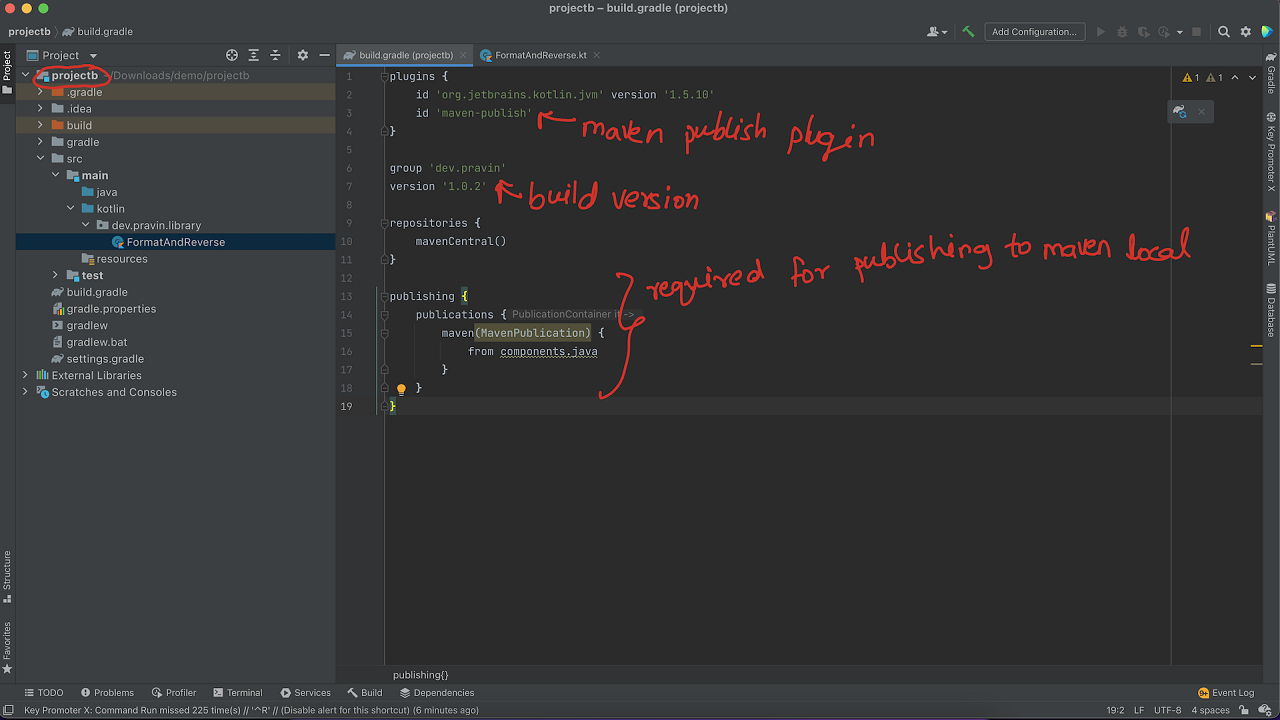 projectb – build.gradle (projectb)
projectb
build.gradle
Add Configuration...
Project
build.gradle (projectb)
FormatAndReverse.kt
projectb ~/Downloads/demo/projectb
.gradle
.idea
build
gradle
src
main
java
kotlin
dev.pravin.library
FormatAndReverse
resources
test
build.gradle
gradle.properties
gradlew
gradlew.bat
settings.gradle
External Libraries
Scratches and Consoles
1 plugins {
2 id 'org.jetbrains.kotlin.jvm' version '1.5.10'
3 id 'maven-publish'
maven publish plugin
4 }
5
6 group 'dev.pravin'
7 version '1.0.2'
build version
8
9 repositories {
10 mavenCentral()
11 }
12
required for publishing to maven local
13 publishing {
14 publications { PublicationContainer it ->
15 maven(MavenPublication) {
16 from components.java
17 }
18 }
19 }
1 1
Project
Structure
Favorites
Gradle
Key Promoter X
PlantUML
Database
publishing{}
TODO
Problems
Profiler
Terminal
Services
Build
Dependencies
9+ Event Log
Key Promoter X: Command Run missed 225 time(s) // '^R' // (Disable alert for this shortcut) (6 minutes ago)
19:2 LF UTF-8 4 spaces